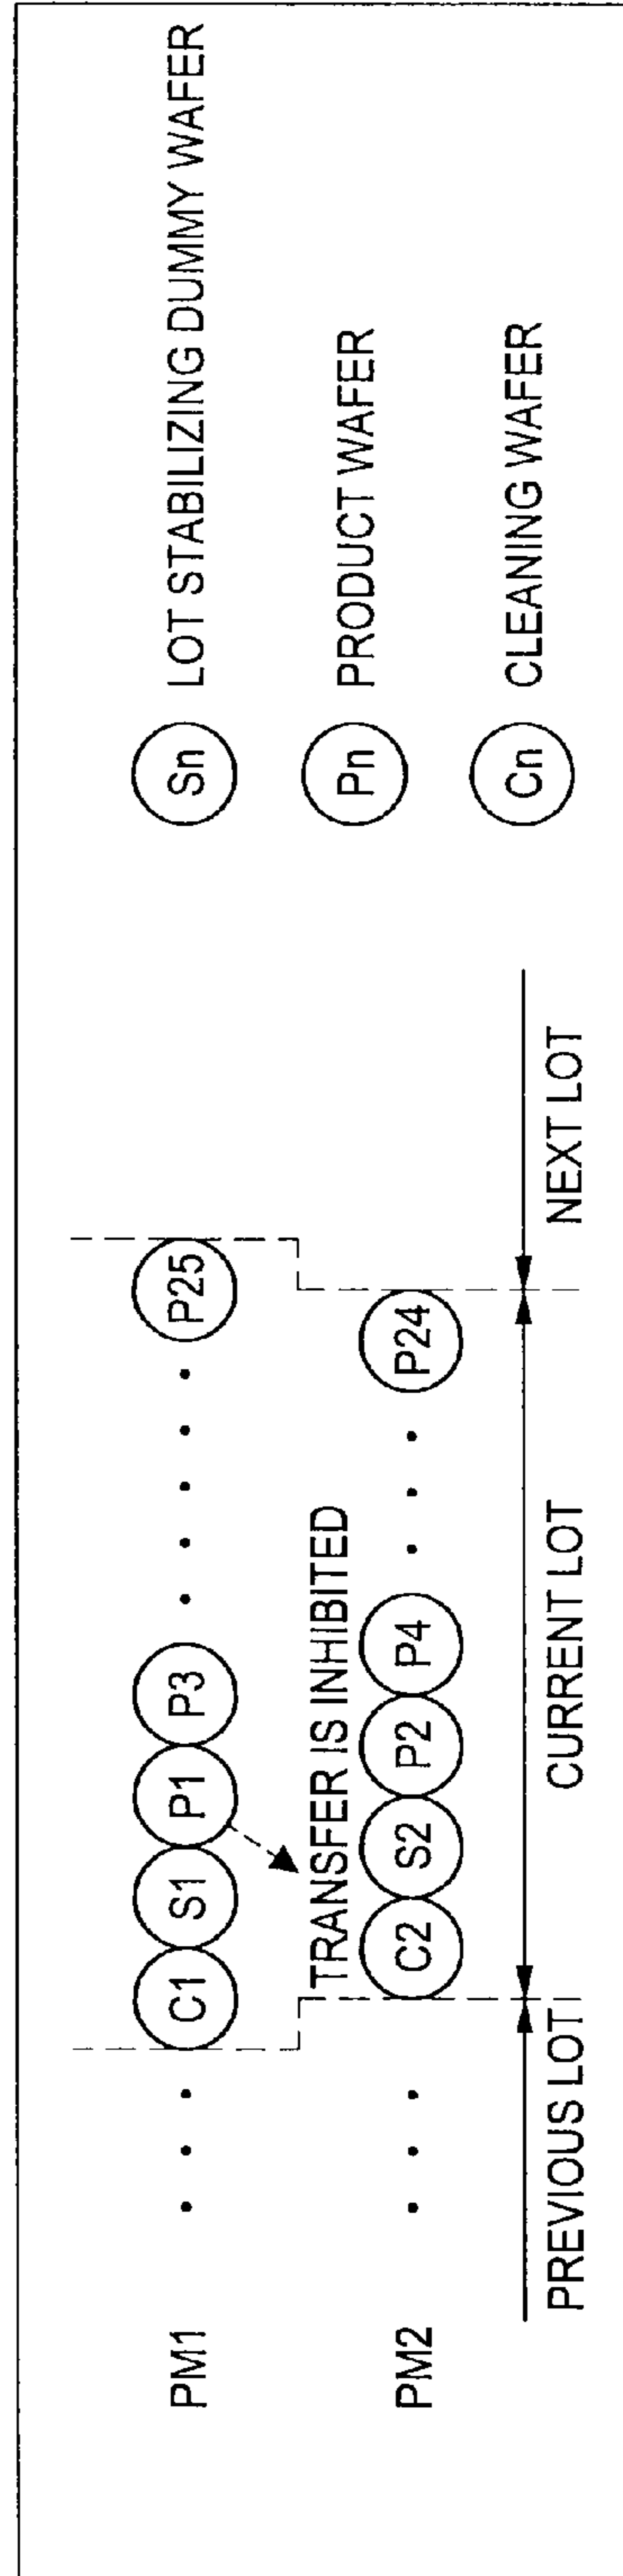 PM1 • • • C1 S1 P1 P3 • • • • • P25
TRANSFER IS INHIBITED
PM2 • • • C2 S2 P2 P4 • • • P24
PREVIOUS LOT CURRENT LOT NEXT LOT
Sn LOT STABILIZING DUMMY WAFER
Pn PRODUCT WAFER
Cn CLEANING WAFER